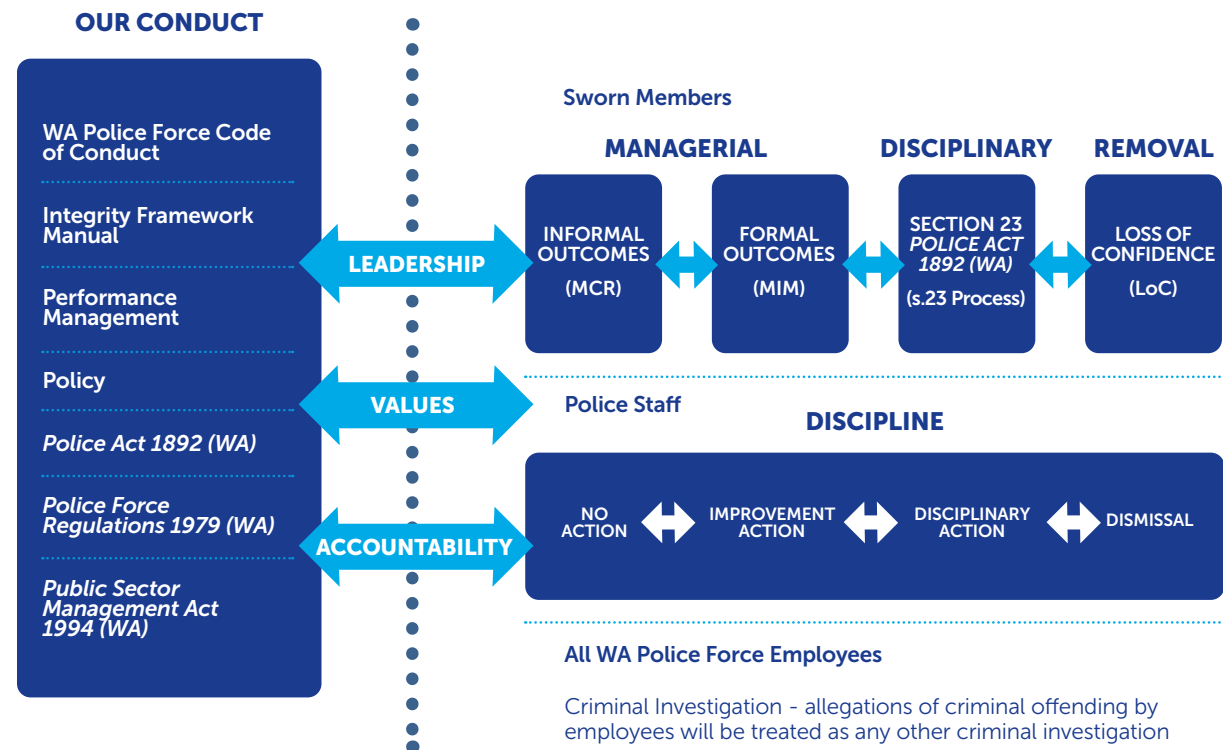 OUR CONDUCT
WA Police Force Code
of Conduct
Integrity Framework
Manual
Performance
Management
Policy
Police Act 1892 (WA)
Police Force
Regulations 1979 (WA)
Public Sector
Management Act
1994 (WA)
LEADERSHIP
VALUES
ACCOUNTABILITY
Sworn Members
MANAGERIAL
DISCIPLINARY
REMOVAL
INFORMAL
OUTCOMES
(MCR)
FORMAL
OUTCOMES
(MIM)
SECTION 23
POLICE ACT
1892 (WA)
(s.23 Process)
LOSS OF
CONFIDENCE
(LoC)
Police Staff
DISCIPLINE
NO
ACTION
IMPROVEMENT
ACTION
DISCIPLINARY
ACTION
DISMISSAL
All WA Police Force Employees
Criminal Investigation - allegations of criminal offending by
employees will be treated as any other criminal investigation